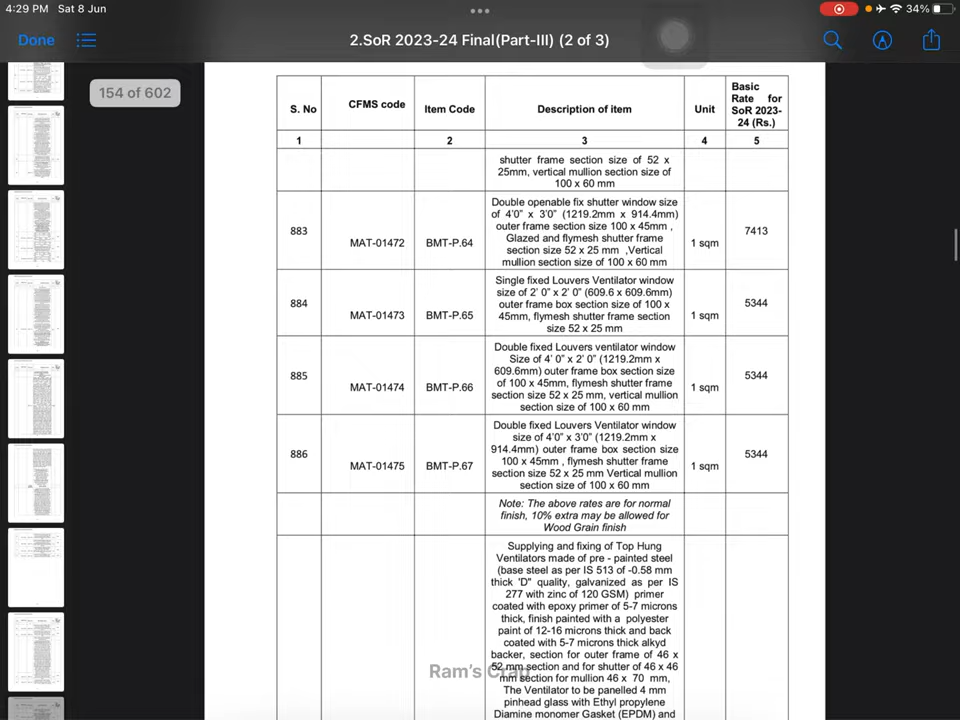 4:29 PM Sat 8 Jun
34%
Done
2.SoR 2023-24 Final(Part-III) (2 of 3)
154 of 602
S. No CFMS code Item Code Description of item Unit Basic Rate for SoR 2023-24 (Rs.)
1 2 3 4 5
shutter frame section size of 52 x
25mm, vertical mullion section size of
100 x 60 mm
883 MAT-01472 BMT-P.64
Double openable fix shutter window size
of 4'0" x 3'0" (1219.2mm x 914.4mm)
outer frame section size 100 x 45mm ,
Glazed and flymesh shutter frame
section size 52 x 25 mm ,Vertical
mullion section size of 100 x 60 mm
1 sqm 7413
884 MAT-01473 BMT-P.65
Single fixed Louvers Ventilator window
size of 2' 0" x 2' 0" (609.6 x 609.6mm)
outer frame box section size of 100 x
45mm, flymesh shutter frame section
size 52 x 25 mm
1 sqm 5344
885 MAT-01474 BMT-P.66
Double fixed Louvers ventilator window
Size of 4' 0" x 2' 0" (1219.2mm x
609.6mm) outer frame box section size
of 100 x 45mm, flymesh shutter frame
section size 52 x 25 mm, vertical mullion
section size of 100 x 60 mm
1 sqm 5344
886 MAT-01475 BMT-P.67
Double fixed Louvers Ventilator window
size of 4'0" x 3'0" (1219.2mm x
914.4mm) outer frame box section size
100 x 45mm , flymesh shutter frame
section size 52 x 25 mm Vertical mullion
section size of 100 x 60 mm
1 sqm 5344
Note: The above rates are for normal
finish, 10% extra may be allowed for
Wood Grain finish
Supplying and fixing of Top Hung
Ventilators made of pre - painted steel
(base steel as per IS 513 of -0.58 mm
thick 'D" quality, galvanized as per IS
277 with zinc of 120 GSM) primer
coated with epoxy primer of 5-7 microns
thick, finish painted with a polyester
paint of 12-16 microns thick and back
coated with 5-7 microns thick alkyd
backer, section for outer frame of 46 x
52 mm section and for shutter of 46 x 46
mm section for mullion 46 x 70 mm,
The Ventilator to be panelled 4 mm
pinhead glass with Ethyl propylene
Diamine monomer Gasket (EPDM) and
Ram's